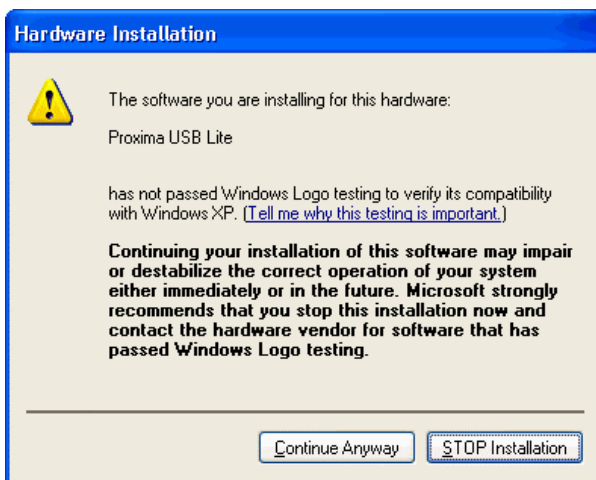 Hardware Installation
The software you are installing for this hardware:
Proxima USB Lite
has not passed Windows Logo testing to verify its compatibility
with Windows XP. (Tell me why this testing is important.)
Continuing your installation of this software may impair
or destabilize the correct operation of your system
either immediately or in the future. Microsoft strongly
recommends that you stop this installation now and
contact the hardware vendor for software that has
passed Windows Logo testing.
Continue Anyway
STOP Installation